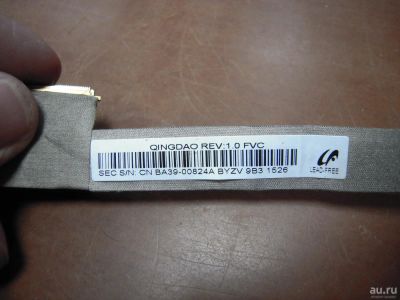 QINGDAO REV:1.0 FVC
SEC S/N: CN BA39-00824A BYZV 9B3 1526
LEAD-FREE
au.ru